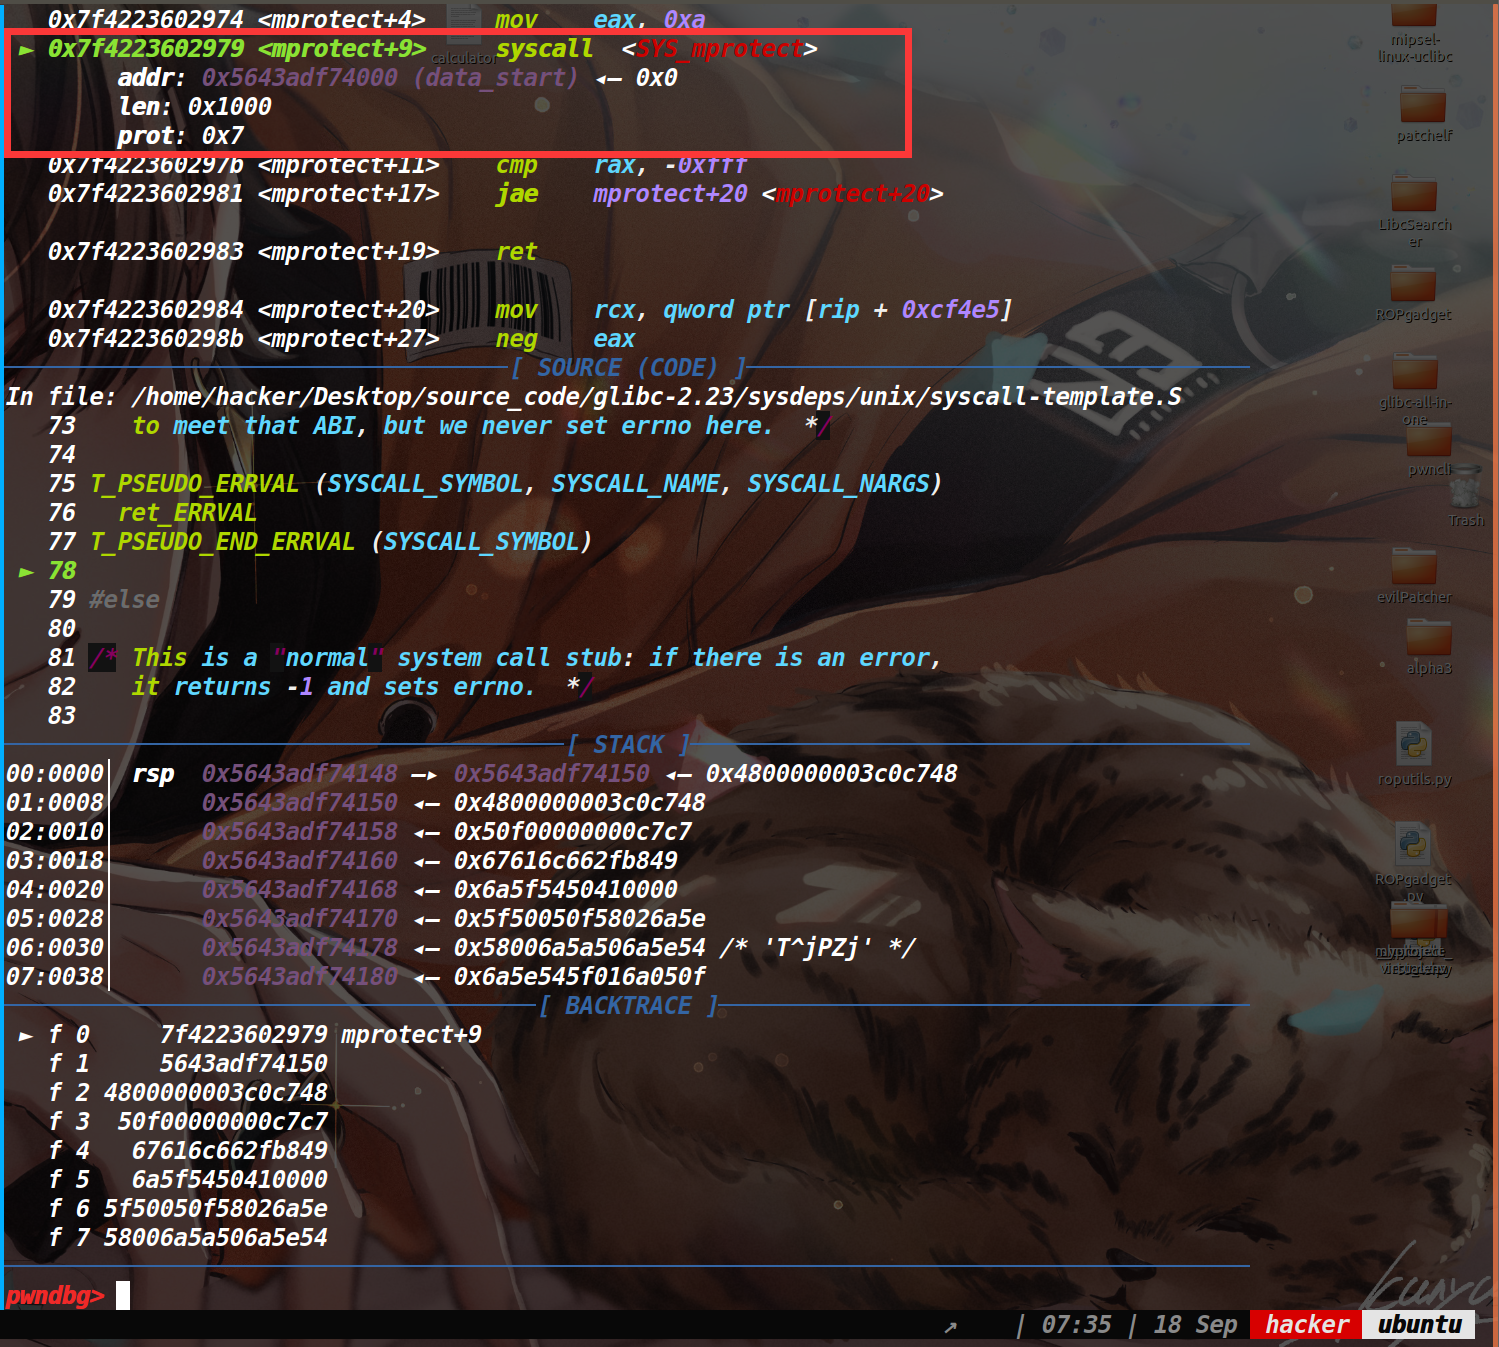 0x7f4223602974 <mprotect+4> mov eax, 0xa
► 0x7f4223602979 <mprotect+9> syscall <SYS_mprotect>
addr: 0x5643adf74000 (data_start) ◂— 0x0
len: 0x1000
prot: 0x7
0x7f422360297b <mprotect+11> cmp rax, -0xfff
0x7f4223602981 <mprotect+17> jae mprotect+20 <mprotect+20>
0x7f4223602983 <mprotect+19> ret
0x7f4223602984 <mprotect+20> mov rcx, qword ptr [rip + 0xcf4e5]
0x7f422360298b <mprotect+27> neg eax
[ SOURCE (CODE) ]
In file: /home/hacker/Desktop/source_code/glibc-2.23/sysdeps/unix/syscall-template.S
73 to meet that ABI, but we never set errno here. */
74
75 T_PSEUDO_ERRVAL (SYSCALL_SYMBOL, SYSCALL_NAME, SYSCALL_NARGS)
76 ret_ERRVAL
77 T_PSEUDO_END_ERRVAL (SYSCALL_SYMBOL)
► 78
79 #else
80
81 /* This is a "normal" system call stub: if there is an error,
82 it returns -1 and sets errno. */
83
[ STACK ]
00:0000│ rsp 0x5643adf74148 —▸ 0x5643adf74150 ◂— 0x4800000003c0c748
01:0008│ 0x5643adf74150 ◂— 0x4800000003c0c748
02:0010│ 0x5643adf74158 ◂— 0x50f00000000c7c7
03:0018│ 0x5643adf74160 ◂— 0x67616c662fb849
04:0020│ 0x5643adf74168 ◂— 0x6a5f5450410000
05:0028│ 0x5643adf74170 ◂— 0x5f50050f58026a5e
06:0030│ 0x5643adf74178 ◂— 0x58006a5a506a5e54 /* 'T^jPZj' */
07:0038│ 0x5643adf74180 ◂— 0x6a5e545f016a050f
[ BACKTRACE ]
► f 0 7f4223602979 mprotect+9
f 1 5643adf74150
f 2 4800000003c0c748
f 3 50f00000000c7c7
f 4 67616c662fb849
f 5 6a5f5450410000
f 6 5f50050f58026a5e
f 7 58006a5a506a5e54
pwndbg>
↗ | 07:35 | 18 Sep hacker ubuntu
calculator
mipsel-
linux-uclibc
patchelf
LibcSearch
er
ROPgadget
glibc-all-in-
one
pwncli
Trash
evilPatcher
alpha3
roputils.py
ROPgadget
.py